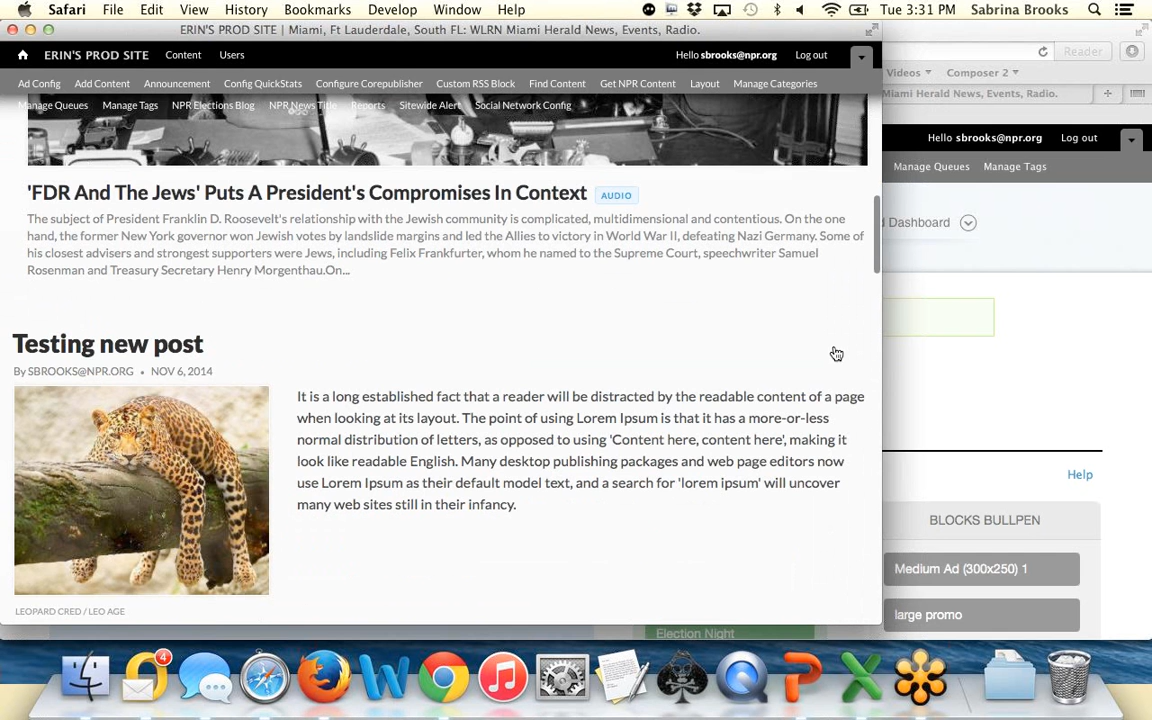 Safari File Edit View History Bookmarks Develop Window Help Tue 3:31 PM Sabrina Brooks
ERIN'S PROD SITE | Miami, Ft Lauderdale, South FL: WLRN Miami Herald News, Events, Radio.
ERIN'S PROD SITE Content Users Hello sbrooks@npr.org Log out
Ad Config Add Content Announcement Config QuickStats Configure Corepublisher Custom RSS Block Find Content Get NPR Content Layout Manage Categories
Manage Queues Manage Tags NPR Elections Blog NPR News Title Reports Sitewide Alert Social Network Config
'FDR And The Jews' Puts A President's Compromises In Context AUDIO
The subject of President Franklin D. Roosevelt's relationship with the Jewish community is complicated, multidimensional and contentious. On the one
hand, the former New York governor won Jewish votes by landslide margins and led the Allies to victory in World War II, defeating Nazi Germany. Some of
his closest advisers and strongest supporters were Jews, including Felix Frankfurter, whom he named to the Supreme Court, speechwriter Samuel
Rosenman and Treasury Secretary Henry Morgenthau.On...
Testing new post
By SBROOKS@NPR.ORG • NOV 6, 2014
It is a long established fact that a reader will be distracted by the readable content of a page
when looking at its layout. The point of using Lorem Ipsum is that it has a more-or-less
normal distribution of letters, as opposed to using 'Content here, content here', making it
look like readable English. Many desktop publishing packages and web page editors now
use Lorem Ipsum as their default model text, and a search for 'lorem ipsum' will uncover
many web sites still in their infancy.
LEOPARD CRED / LEO AGE
Reader
Videos Composer 2
Miami Herald News, Events, Radio.
Hello sbrooks@npr.org Log out
Manage Queues Manage Tags
d Dashboard
Help
BLOCKS BULLPEN
Medium Ad (300x250) 1
large promo
Election Night
4